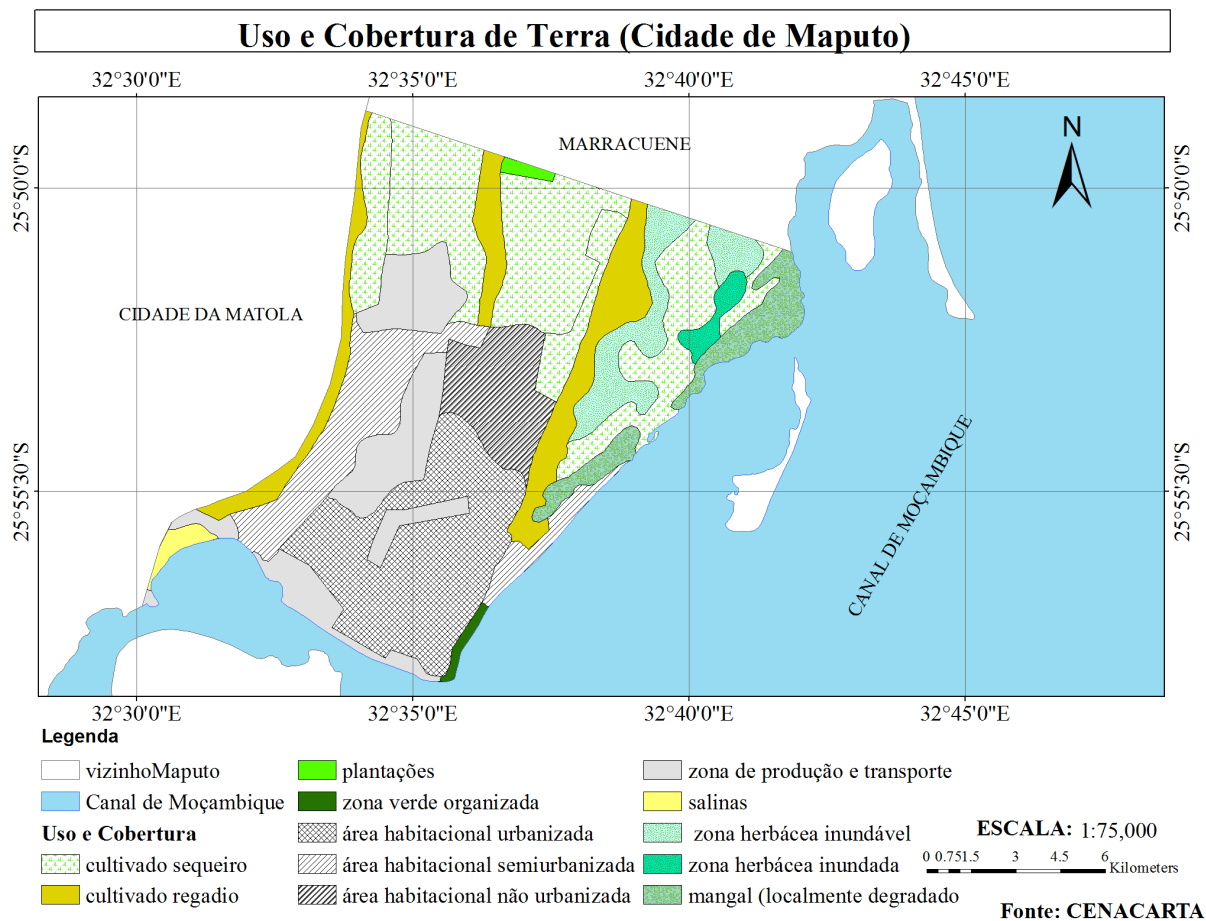 Uso e Cobertura de Terra (Cidade de Maputo)
32°30'0"E 32°35'0"E 32°40'0"E 32°45'0"E
MARRACUENE
N
25°50'0"S 25°50'0"S
CIDADE DA MATOLA
CANAL DE MOÇAMBIQUE
25°55'30"S 25°55'30"S
32°30'0"E 32°35'0"E 32°40'0"E 32°45'0"E
Legenda
vizinhoMaputo
Canal de Moçambique
Uso e Cobertura
cultivado sequeiro
cultivado regadio
plantações
zona verde organizada
área habitacional urbanizada
área habitacional semiurbanizada
área habitacional não urbanizada
zona de produção e transporte
salinas
zona herbácea inundável
zona herbácea inundada
mangal (localmente degradado
ESCALA: 1:75,000
0 0.751.5 3 4.5 6
Kilometers
Fonte: CENACARTA